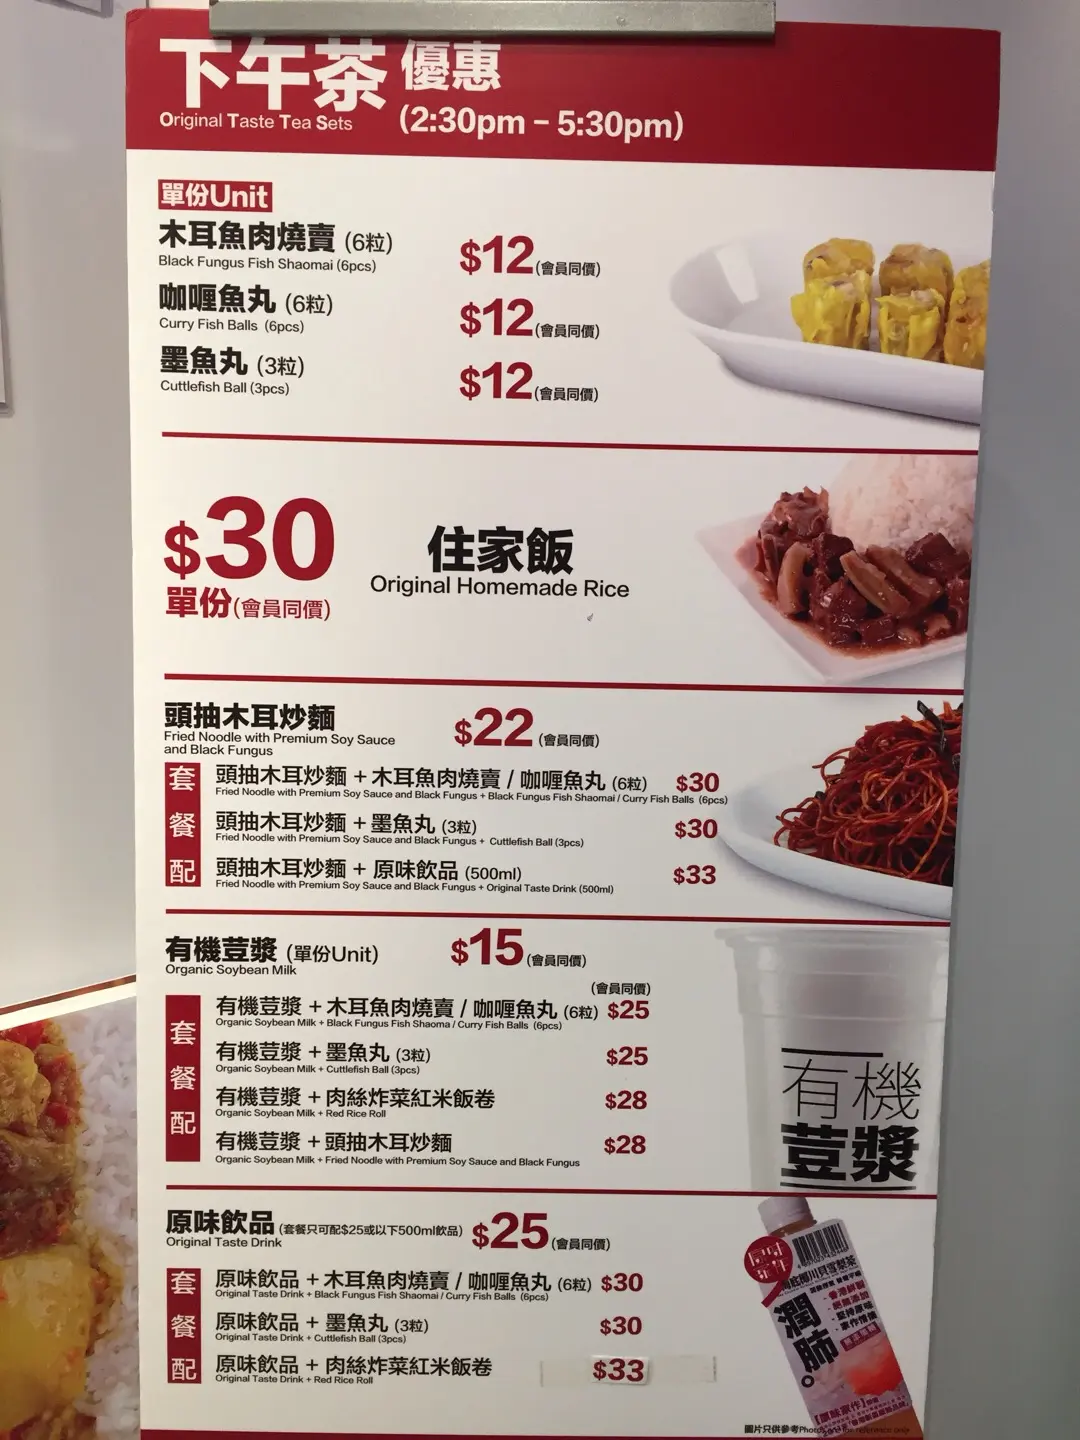 下午茶 優惠
Original Taste Tea Sets (2:30pm – 5:30pm)
單份Unit
木耳魚肉燒賣 (6粒) $12 (會員同價)
Black Fungus Fish Shaomai (6pcs)
咖喱魚丸 (6粒) $12 (會員同價)
Curry Fish Balls (6pcs)
墨魚丸 (3粒) $12 (會員同價)
Cuttlefish Ball (3pcs)
$30 住家飯
Original Homemade Rice
單份(會員同價)
頭抽木耳炒麵 $22 (會員同價)
Fried Noodle with Premium Soy Sauce
and Black Fungus
套餐配
頭抽木耳炒麵 + 木耳魚肉燒賣 / 咖喱魚丸 (6粒) $30
Fried Noodle with Premium Soy Sauce and Black Fungus + Black Fungus Fish Shaomai / Curry Fish Balls (6pcs)
頭抽木耳炒麵 + 墨魚丸 (3粒) $30
Fried Noodle with Premium Soy Sauce and Black Fungus + Cuttlefish Ball (3pcs)
頭抽木耳炒麵 + 原味飲品 (500ml) $33
Fried Noodle with Premium Soy Sauce and Black Fungus + Original Taste Drink (500ml)
有機荳漿 (單份Unit) $15 (會員同價)
Organic Soybean Milk
(會員同價)
套餐配
有機荳漿 + 木耳魚肉燒賣 / 咖喱魚丸 (6粒) $25
Organic Soybean Milk + Black Fungus Fish Shaoma / Curry Fish Balls (6pcs)
有機荳漿 + 墨魚丸 (3粒) $25
Organic Soybean Milk + Cuttlefish Ball (3pcs)
有機荳漿 + 肉絲炸菜紅米飯卷 $28
Organic Soybean Milk + Red Rice Roll
有機荳漿 + 頭抽木耳炒麵 $28
Organic Soybean Milk + Fried Noodle with Premium Soy Sauce and Black Fungus
有機
荳漿
原味飲品 (套餐只可配$25或以下500ml飲品) $25 (會員同價)
Original Taste Drink
套餐配
原味飲品 + 木耳魚肉燒賣 / 咖喱魚丸 (6粒) $30
Original Taste Drink + Black Fungus Fish Shaomai / Curry Fish Balls (6pcs)
原味飲品 + 墨魚丸 (3粒) $30
Original Taste Drink + Cuttlefish Ball (3pcs)
原味飲品 + 肉絲炸菜紅米飯卷 $33
Original Taste Drink + Red Rice Roll
潤肺。
圖片只供參考Photos are for reference only